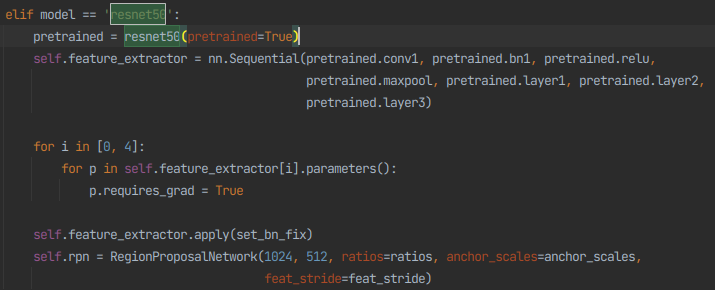 elif model == 'resnet50':
    pretrained = resnet50(pretrained=True)
    self.feature_extractor = nn.Sequential(pretrained.conv1, pretrained.bn1, pretrained.relu,
                                           pretrained.maxpool, pretrained.layer1, pretrained.layer2,
                                           pretrained.layer3)

    for i in [0, 4]:
        for p in self.feature_extractor[i].parameters():
            p.requires_grad = True

    self.feature_extractor.apply(set_bn_fix)
    self.rpn = RegionProposalNetwork(1024, 512, ratios=ratios, anchor_scales=anchor_scales,
                                     feat_stride=feat_stride)